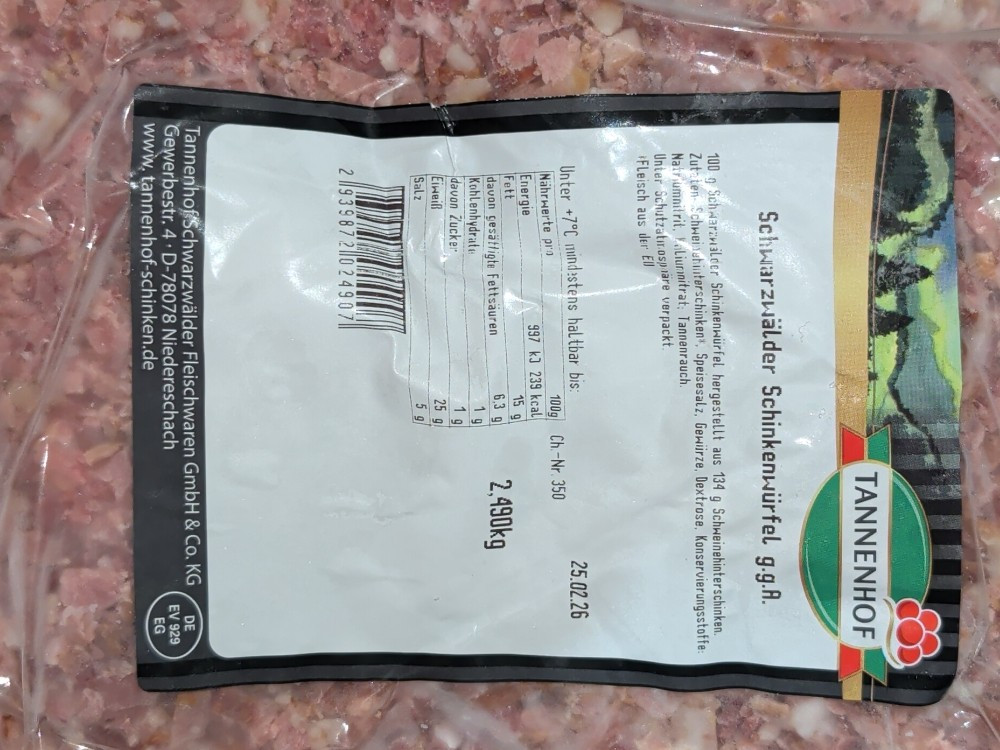 TANNENHOF
Schwarzwälder Schinkenwürfel g.g.A.
100 g Schwarzwälder Schinkenwürfel hergestellt aus 134 g Schweinehinterschinken.
Zutaten: Schweinehinterschinken*, Speisesalz, Gewürze, Dextrose, Konservierungsstoffe:
Natriumnitrit, Kaliumnitrat; Tannenrauch.
Unter Schutzatmosphäre verpackt.
Fleisch aus der EU
Unter +7°C mindestens haltbar bis: 25.02.26
Nährwerte pro 100g
Energie 997 kJ 239 kcal
Fett 15 g
davon gesättigte Fettsäuren 6,3 g
Kohlenhydrate 1 g
davon Zucker 1 g
Eiweiß 25 g
Salz 5 g
Ch.-Nr. 350
2,490kg
2 193987 202490 7
Tannenhof Schwarzwälder Fleischwaren GmbH & Co. KG
Gewerbestr. 4 · D-78078 Niedereschach
www.tannenhof-schinken.de
DE
EV 929
EG